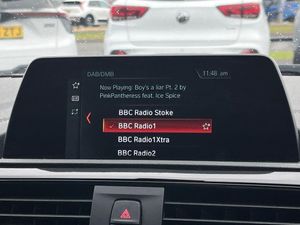 DAB/DMB
11:48 am
Now Playing: Boy's a liar Pt. 2 by
PinkPantheress feat. Ice Spice
BBC Radio Stoke
✓ BBC Radio1
BBC Radio1Xtra
BBC Radio2